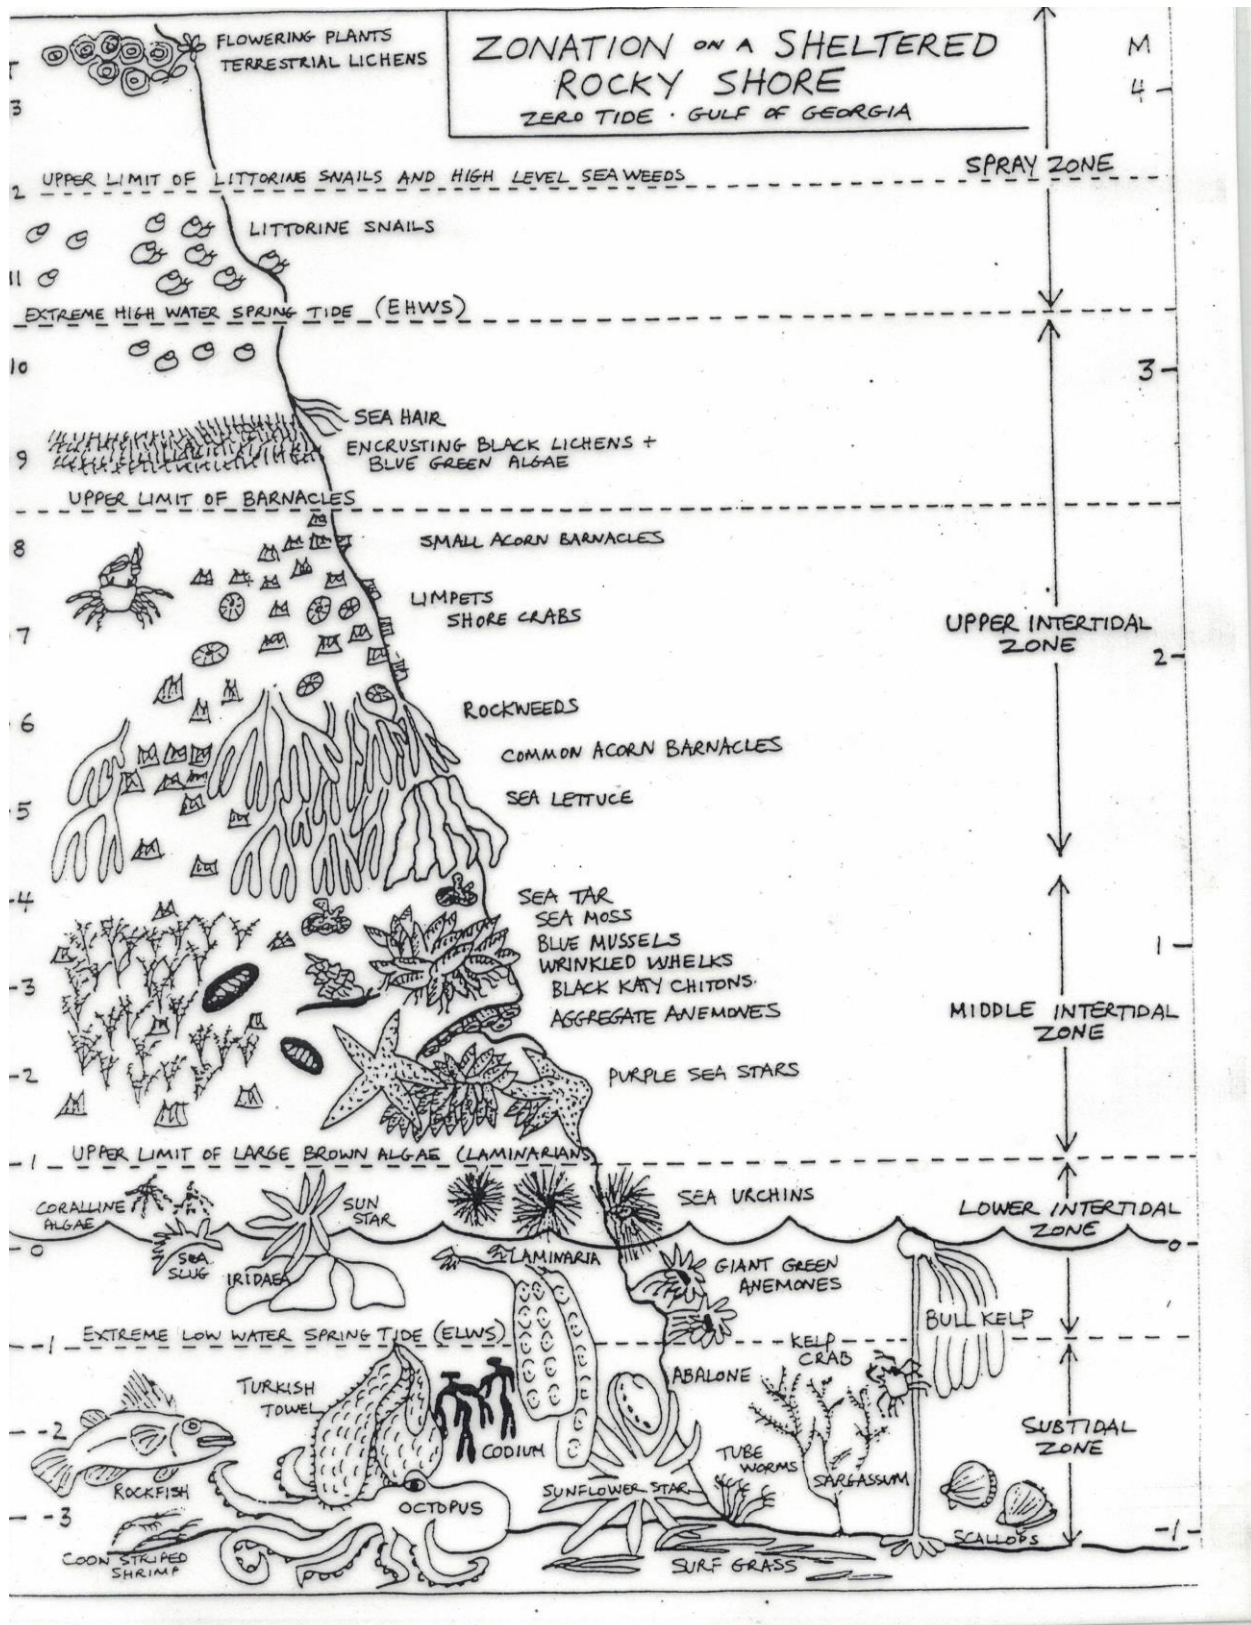 FLOWERING PLANTS
TERRESTRIAL LICHENS
ZONATION ON A SHELTERED
ROCKY SHORE
ZERO TIDE · GULF OF GEORGIA
M
4
3
UPPER LIMIT OF LITTORINE SNAILS AND HIGH LEVEL SEAWEEDS
SPRAY ZONE
2
LITTORINE SNAILS
11
EXTREME HIGH WATER SPRING TIDE (EHWS)
10
3
SEA HAIR
ENCRUSTING BLACK LICHENS +
BLUE GREEN ALGAE
9
UPPER LIMIT OF BARNACLES
8
SMALL ACORN BARNACLES
LIMPETS
SHORE CRABS
7
UPPER INTERTIDAL
ZONE
2
ROCKWEEDS
6
COMMON ACORN BARNACLES
SEA LETTUCE
5
4
SEA TAR
SEA MOSS
BLUE MUSSELS
WRINKLED WHELKS
BLACK KATY CHITONS
AGGREGATE ANEMONES
1
3
MIDDLE INTERTIDAL
ZONE
2
PURPLE SEA STARS
1
UPPER LIMIT OF LARGE BROWN ALGAE (LAMINARIANS)
CORALLINE
ALGAE
SUN
STAR
SEA URCHINS
LOWER INTERTIDAL
ZONE
0
0
SEA
SLUG
IRIDAEA
LAMINARIA
GIANT GREEN
ANEMONES
BULL KELP
-1
EXTREME LOW WATER SPRING TIDE (ELWS)
KELP
CRAB
TURKISH
TOWEL
ABALONE
-2
CODIUM
TUBE
WORMS
SARGASSUM
SUBTIDAL
ZONE
ROCKFISH
OCTOPUS
SUNFLOWER STAR
-3
-1
SCALLOPS
COON STRIPED
SHRIMP
SURF GRASS